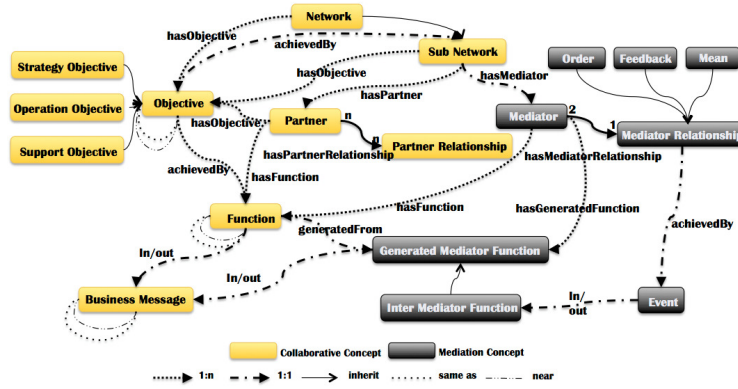 Network
hasObjective
achievedBy
Sub Network
Order
Feedback
Mean
Strategy Objective
hasObjective
hasMediator
Operation Objective
Objective
hasPartner
hasObjective
Partner
n
Mediator
2
1
Mediator Relationship
Support Objective
n
hasPartnerRelationship
Partner Relationship
hasMediatorRelationship
achievedBy
hasFunction
Function
hasFunction
hasGeneratedFunction
generatedFrom
achievedBy
In/out
Generated Mediator Function
In/out
Business Message
Inter Mediator Function
In/
out
Event
Collaborative Concept
Mediation Concept
1:n
1:1
inherit
same as
near